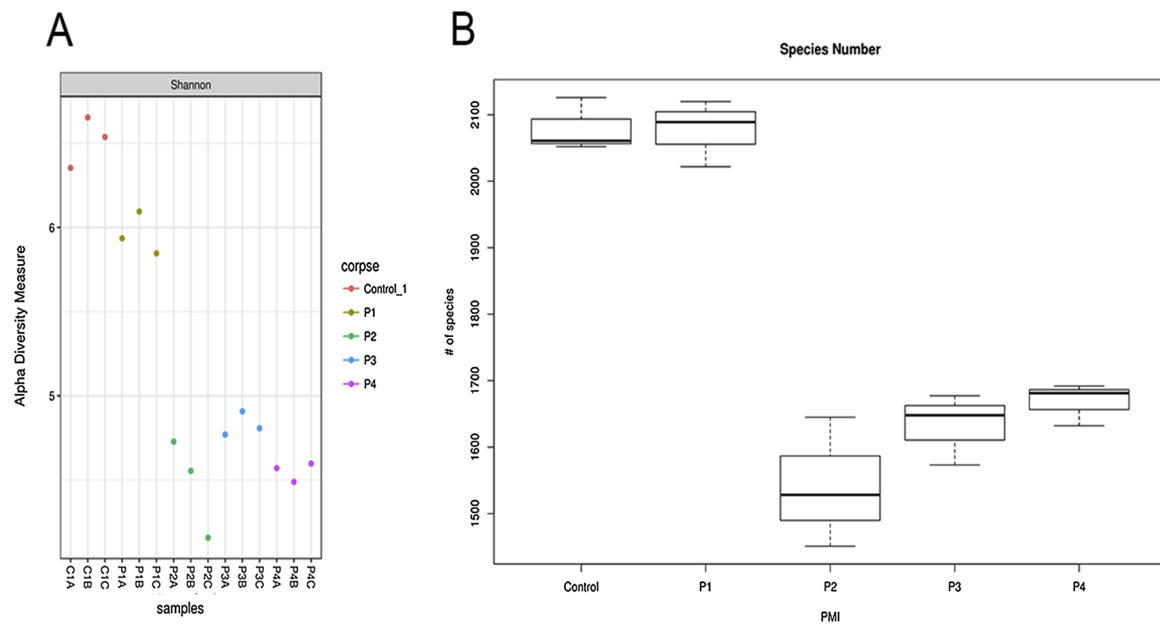 A
B
Species Number
Shannon
Alpha Diversity Measure
6
5
corpse
Control_1
P1
P2
P3
P4
C1A C1B C1C P1A P1B P1C P2A P2B P2C P3A P3B P3C P4A P4B P4C
samples
# of species
2100
2000
1900
1800
1700
1600
1500
Control P1 P2 P3 P4
PMI